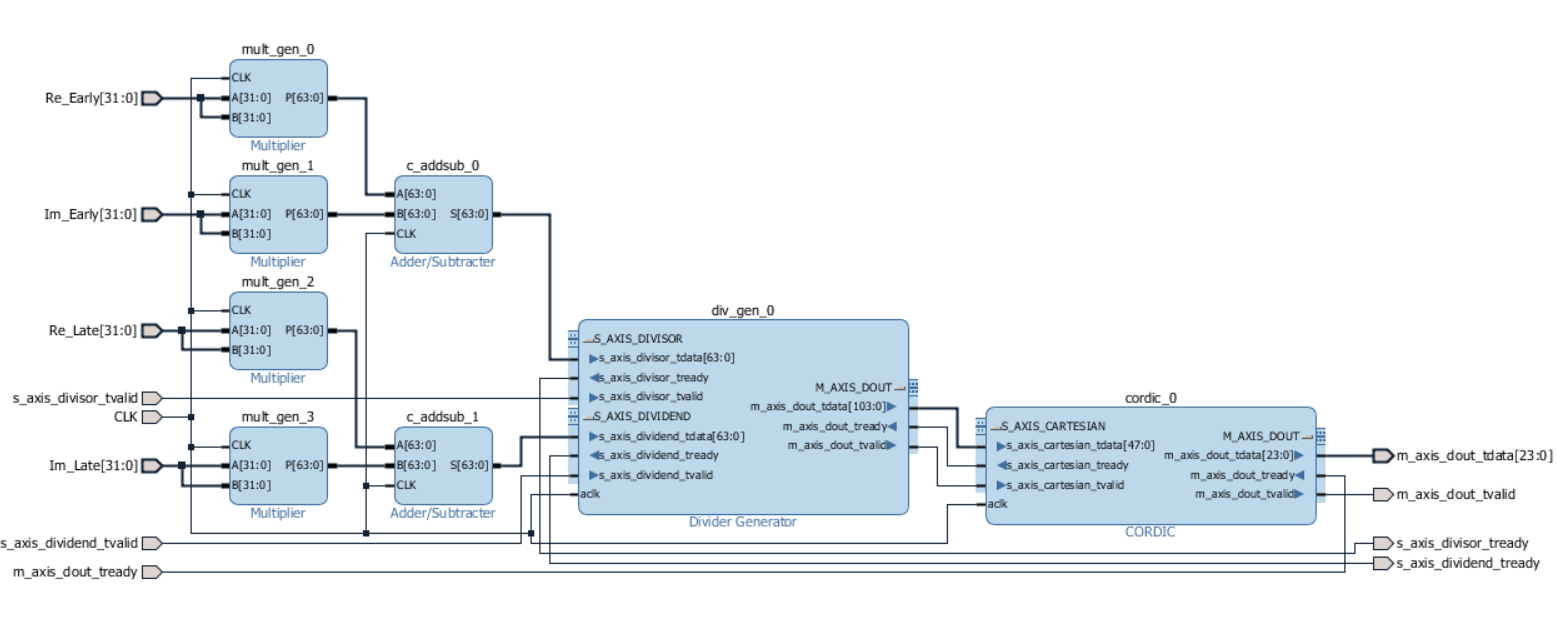 mult_gen_0
CLK
Re_Early[31:0]
A[31:0] P[63:0]
B[31:0]
Multiplier
mult_gen_1
CLK
Im_Early[31:0]
A[31:0] P[63:0]
B[31:0]
Multiplier
c_addsub_0
A[63:0]
B[63:0] S[63:0]
CLK
Adder/Subtracter
mult_gen_2
CLK
Re_Late[31:0]
A[31:0] P[63:0]
B[31:0]
Multiplier
s_axis_divisor_tvalid
CLK
mult_gen_3
CLK
Im_Late[31:0]
A[31:0] P[63:0]
B[31:0]
Multiplier
c_addsub_1
A[63:0]
B[63:0] S[63:0]
CLK
Adder/Subtracter
s_axis_dividend_tvalid
m_axis_dout_tready
div_gen_0
S_AXIS_DIVISOR
s_axis_divisor_tdata[63:0]
s_axis_divisor_tready
s_axis_divisor_tvalid
S_AXIS_DIVIDEND
s_axis_dividend_tdata[63:0]
s_axis_dividend_tready
s_axis_dividend_tvalid
aclk
M_AXIS_DOUT
m_axis_dout_tdata[103:0]
m_axis_dout_tready
m_axis_dout_tvalid
Divider Generator
cordic_0
S_AXIS_CARTESIAN
s_axis_cartesian_tdata[47:0]
s_axis_cartesian_tready
s_axis_cartesian_tvalid
aclk
M_AXIS_DOUT
m_axis_dout_tdata[23:0]
m_axis_dout_tready
m_axis_dout_tvalid
CORDIC
m_axis_dout_tdata[23:0]
m_axis_dout_tvalid
s_axis_divisor_tready
s_axis_dividend_tready